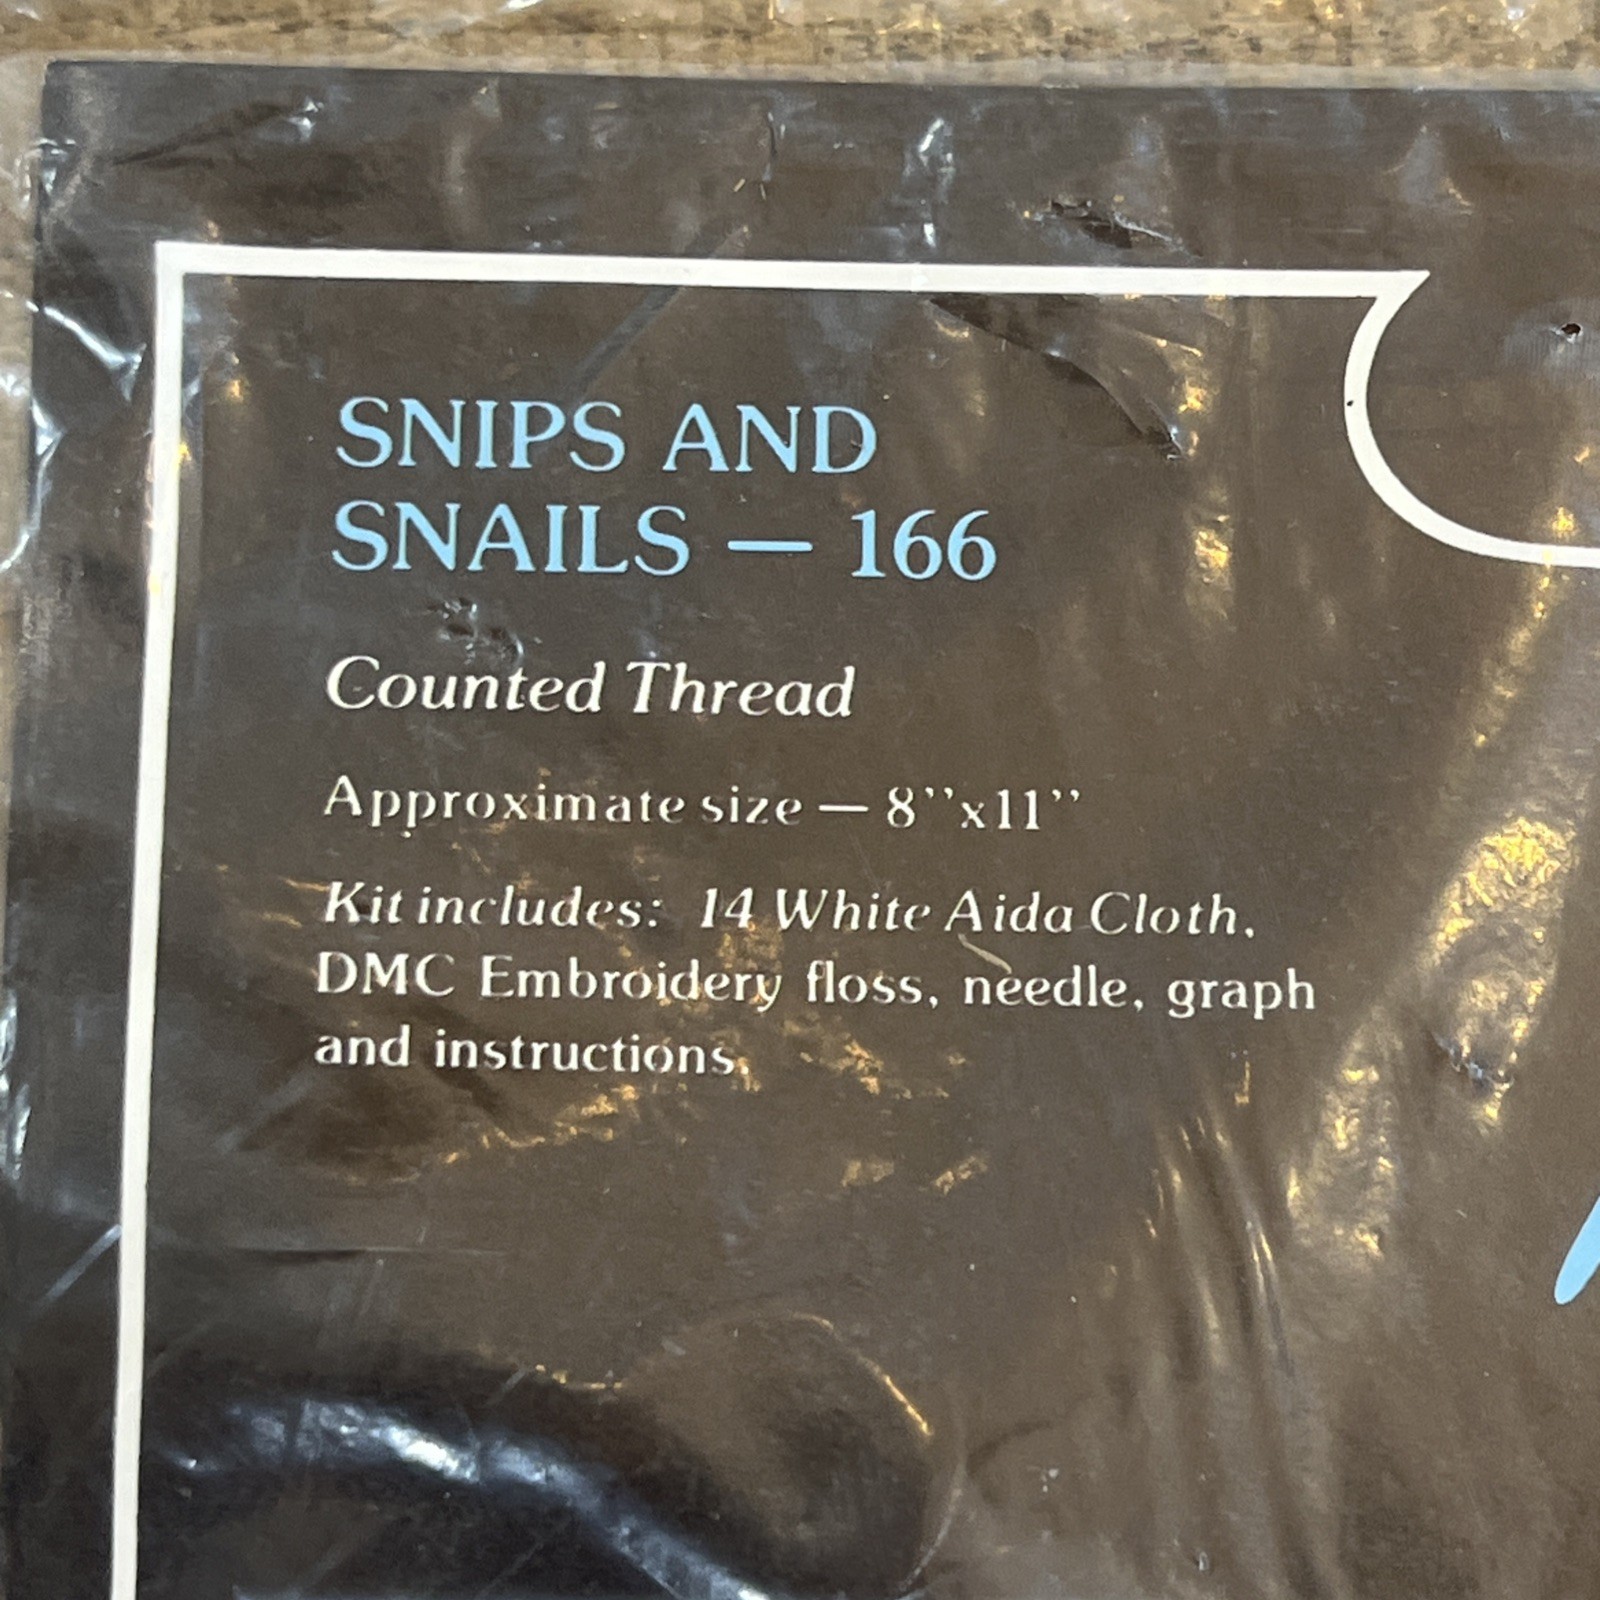 SNIPS AND
SNAILS — 166
Counted Thread
Approximate size — 8’’x11’’
Kit includes: 14 White Aida Cloth,
DMC Embroidery floss, needle, graph
and instructions.